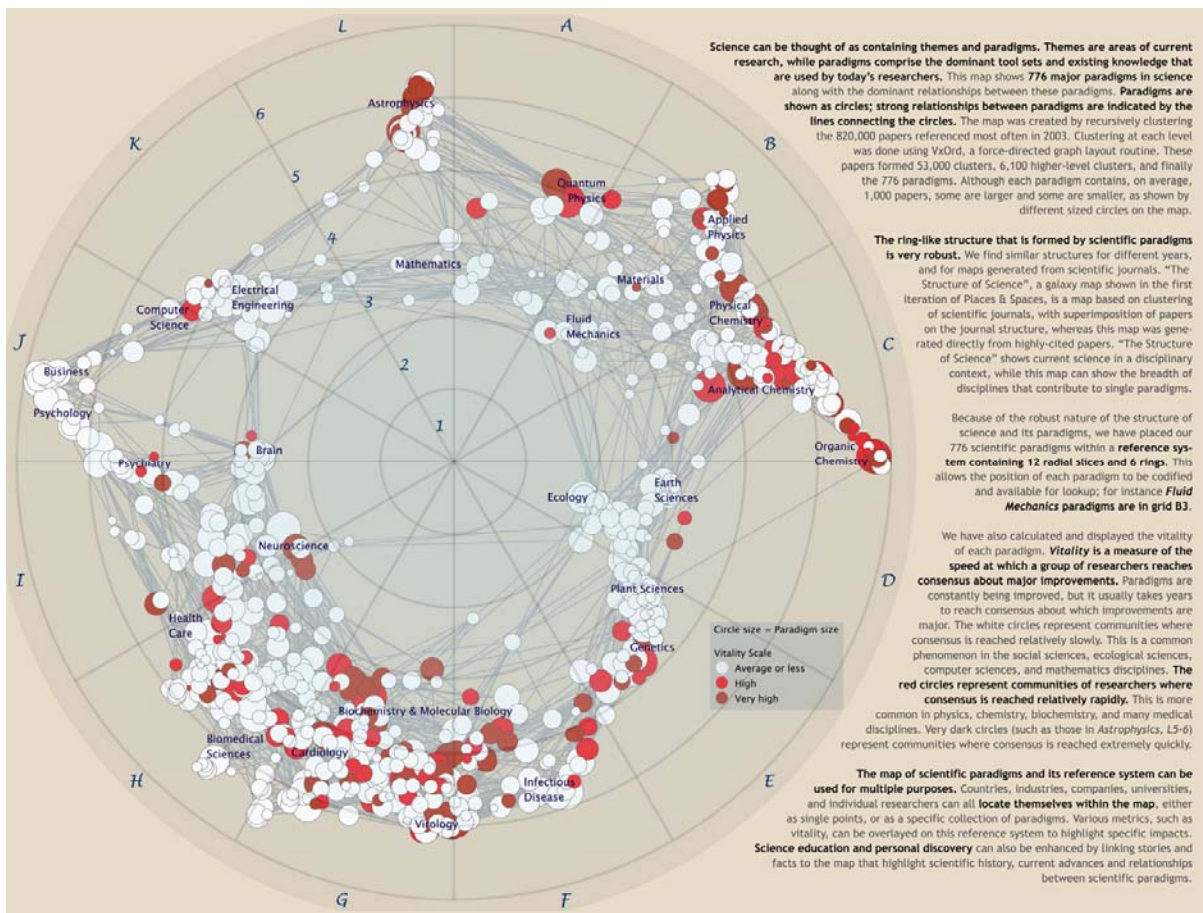 L
A
K
B
J
C
I
D
H
E
G
F
6
5
4
3
2
1
Astrophysics
Quantum
Physics
Applied
Physics
Mathematics
Materials
Electrical
Engineering
Computer
Science
Fluid
Mechanics
Physical
Chemistry
Business
Psychology
Analytical Chemistry
Psychiatry
Brain
Organic
Chemistry
Ecology
Earth
Sciences
Neuroscience
Plant Sciences
Health
Care
Genetics
Biochemistry & Molecular Biology
Biomedical
Sciences
Cardiology
Infectious
Disease
Virology
Circle size = Paradigm size
Vitality Scale
Average or less
High
Very high
Science can be thought of as containing themes and paradigms. Themes are areas of current
research, while paradigms comprise the dominant tool sets and existing knowledge that
are used by today's researchers. This map shows 776 major paradigms in science
along with the dominant relationships between these paradigms. Paradigms are
shown as circles; strong relationships between paradigms are indicated by the
lines connecting the circles. The map was created by recursively clustering
the 820,000 papers referenced most often in 2003. Clustering at each level
was done using VxOrd, a force-directed graph layout routine. These
papers formed 53,000 clusters, 6,100 higher-level clusters, and finally
the 776 paradigms. Although each paradigm contains, on average,
1,000 papers, some are larger and some are smaller, as shown by
different sized circles on the map.
The ring-like structure that is formed by scientific paradigms
is very robust. We find similar structures for different years,
and for maps generated from scientific journals. "The
Structure of Science", a galaxy map shown in the first
iteration of Places & Spaces, is a map based on clustering
of scientific journals, with superimposition of papers
on the journal structure, whereas this map was gene-
rated directly from highly-cited papers. "The Structure
of Science" shows current science in a disciplinary
context, while this map can show the breadth of
disciplines that contribute to single paradigms.
Because of the robust nature of the structure of
science and its paradigms, we have placed our
776 scientific paradigms within a reference sys-
tem containing 12 radial slices and 6 rings. This
allows the position of each paradigm to be codified
and available for lookup; for instance Fluid
Mechanics paradigms are in grid B3.
We have also calculated and displayed the vitality
of each paradigm. Vitality is a measure of the
speed at which a group of researchers reaches
consensus about major improvements. Paradigms are
constantly being improved, but it usually takes years
to reach consensus about which improvements are
major. The white circles represent communities where
consensus is reached relatively slowly. This is a common
phenomenon in the social sciences, ecological sciences,
computer sciences, and mathematics disciplines. The
red circles represent communities of researchers where
consensus is reached relatively rapidly. This is more
common in physics, chemistry, biochemistry, and many medical
disciplines. Very dark circles (such as those in Astrophysics, L5-6)
represent communities where consensus is reached extremely quickly.
The map of scientific paradigms and its reference system can be
used for multiple purposes. Countries, industries, companies, universities,
and individual researchers can all locate themselves within the map, either
as single points, or as a specific collection of paradigms. Various metrics, such as
vitality, can be overlayed on this reference system to highlight specific impacts.
Science education and personal discovery can also be enhanced by linking stories and
facts to the map that highlight scientific history, current advances and relationships
between scientific paradigms.